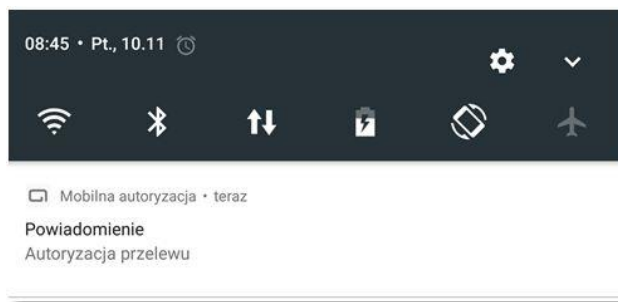 08:45 • Pt., 10.11
Mobilna autoryzacja • teraz
Powiadomienie
Autoryzacja przelewu